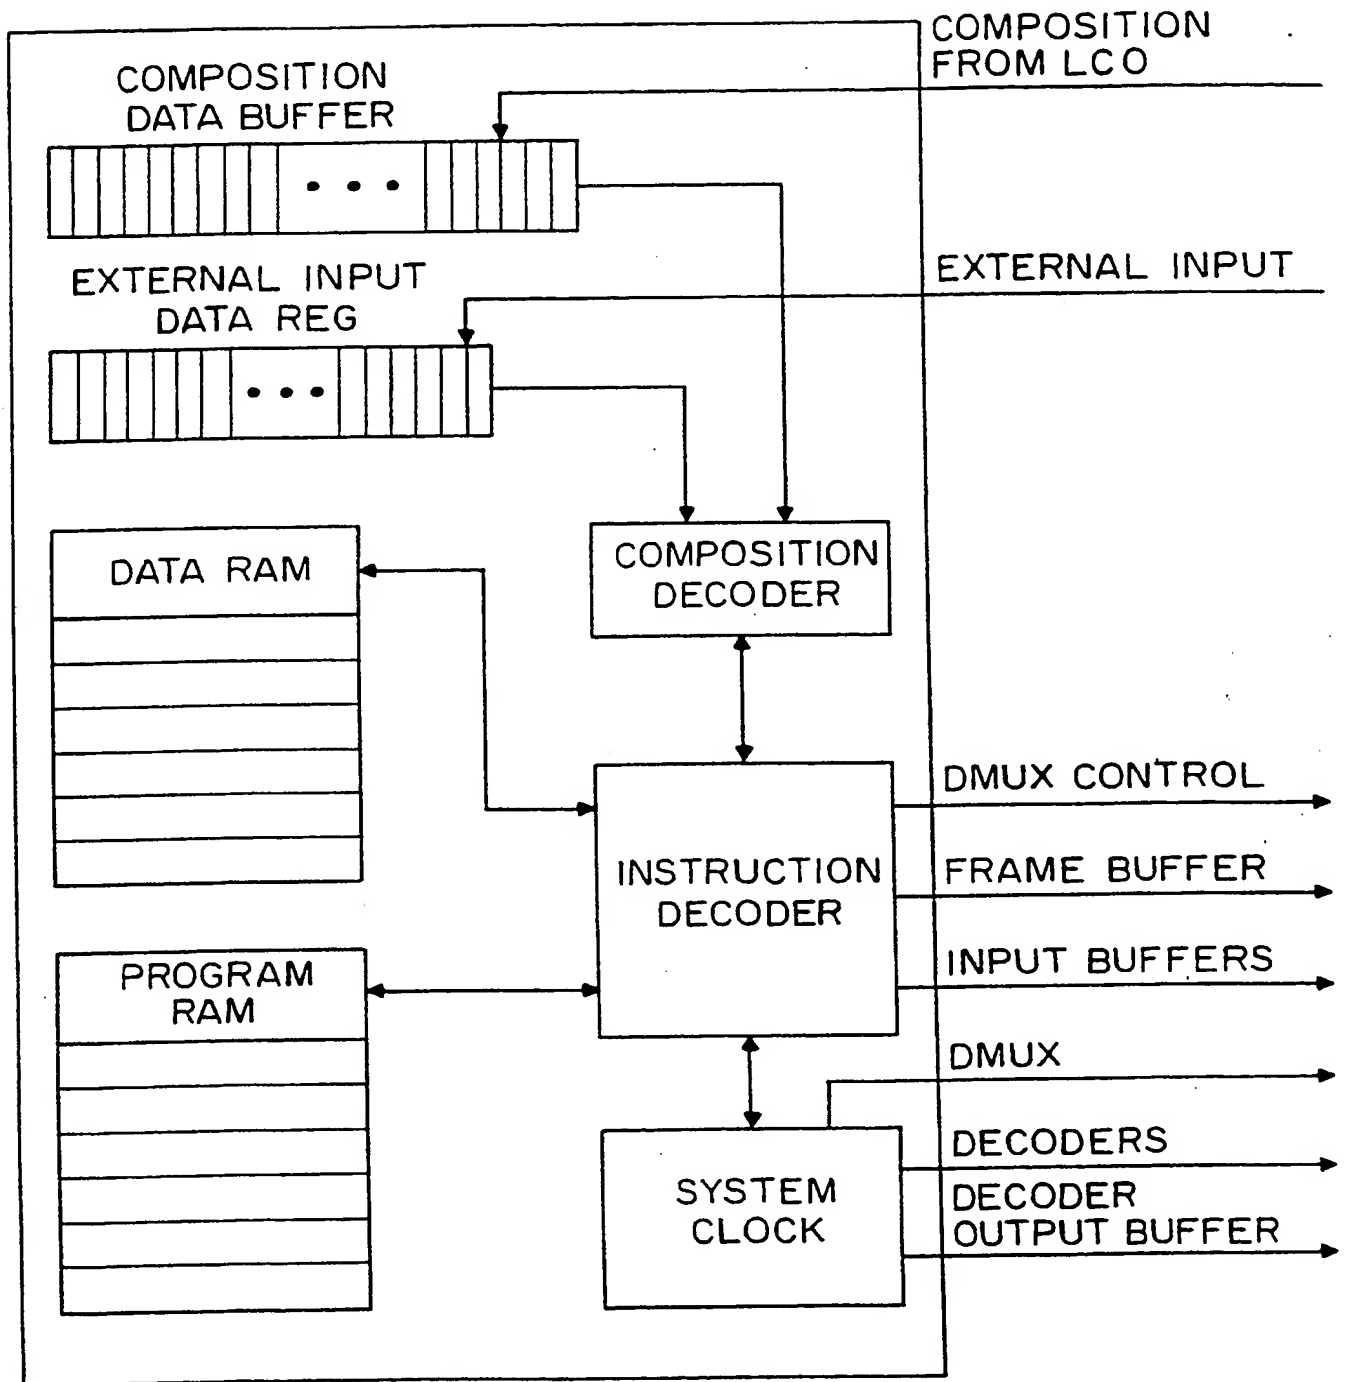 COMPOSITION
FROM LCO
COMPOSITION
DATA BUFFER
EXTERNAL INPUT
EXTERNAL INPUT
DATA REG
DATA RAM
COMPOSITION
DECODER
DMUX CONTROL
INSTRUCTION
DECODER
FRAME BUFFER
INPUT BUFFERS
PROGRAM
RAM
DMUX
DECODERS
SYSTEM
CLOCK
DECODER
OUTPUT BUFFER